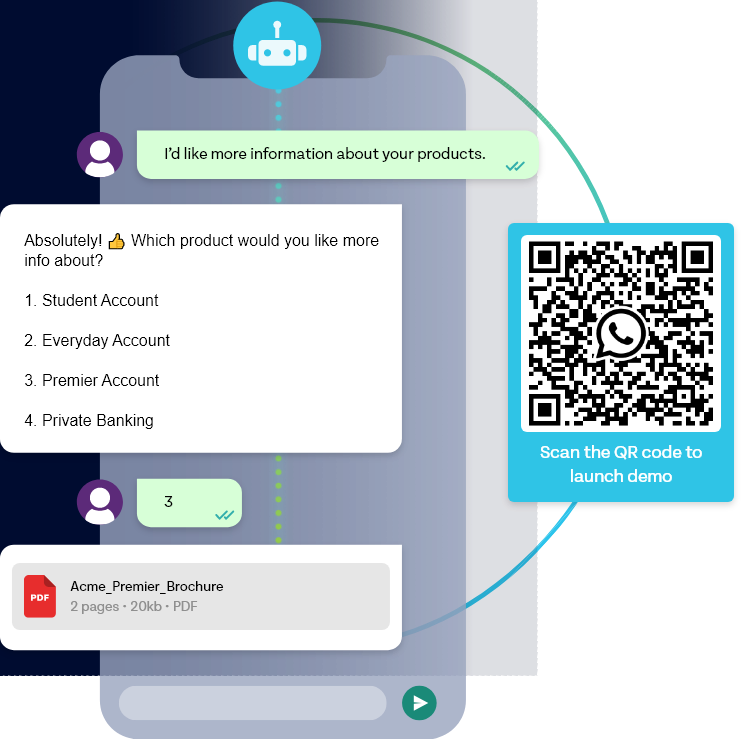 I’d like more information about your products.
Absolutely! 👍 Which product would you like more
info about?
1. Student Account
2. Everyday Account
3. Premier Account
4. Private Banking
Scan the QR code to
launch demo
3
PDF
Acme_Premier_Brochure
2 pages • 20kb • PDF